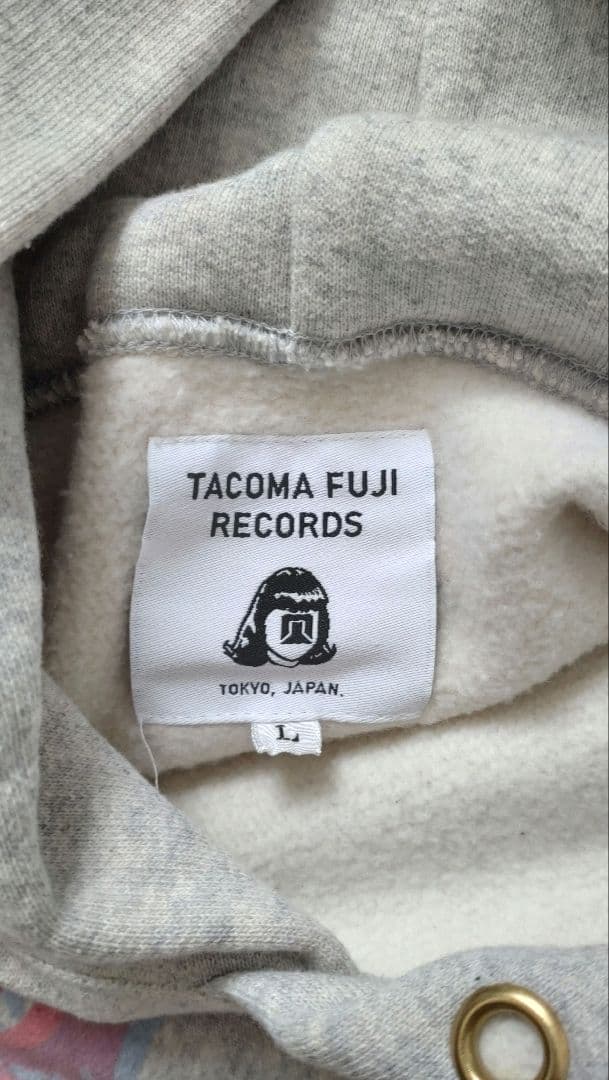 TACOMA FUJI
RECORDS
TOKYO, JAPAN.
L